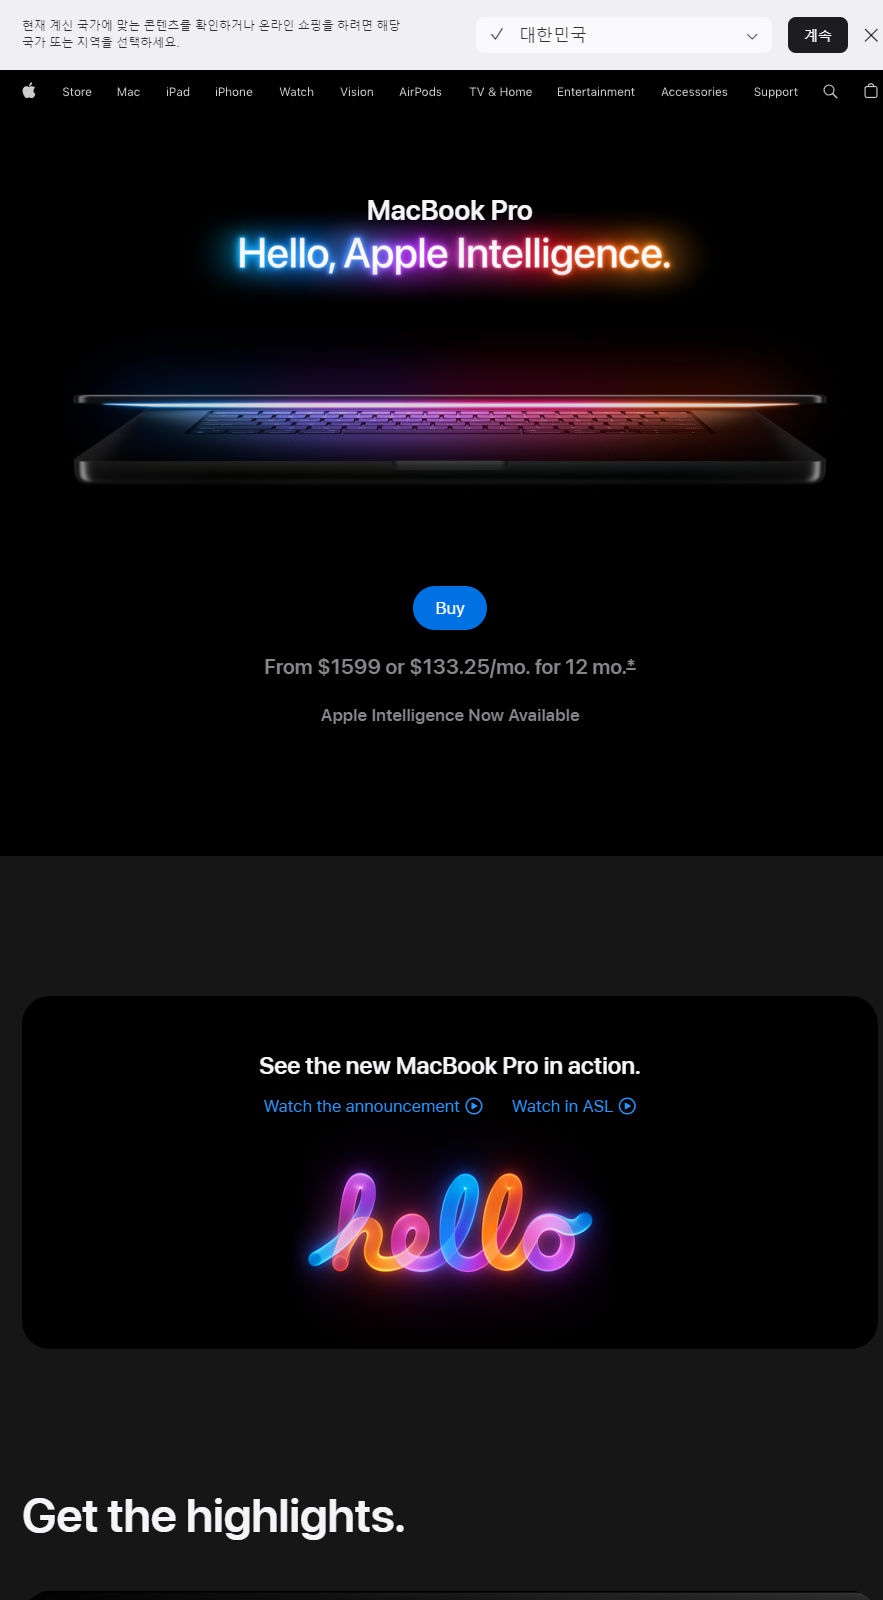 현재 계신 국가에 맞는 콘텐츠를 확인하거나 온라인 쇼핑을 하려면 해당
국가 또는 지역을 선택하세요.
대한민국
계속
Store Mac iPad iPhone Watch Vision AirPods TV & Home Entertainment Accessories Support
MacBook Pro
Hello, Apple Intelligence.
Buy
From $1599 or $133.25/mo. for 12 mo.*
Apple Intelligence Now Available
See the new MacBook Pro in action.
Watch the announcement Watch in ASL
hello
Get the highlights.